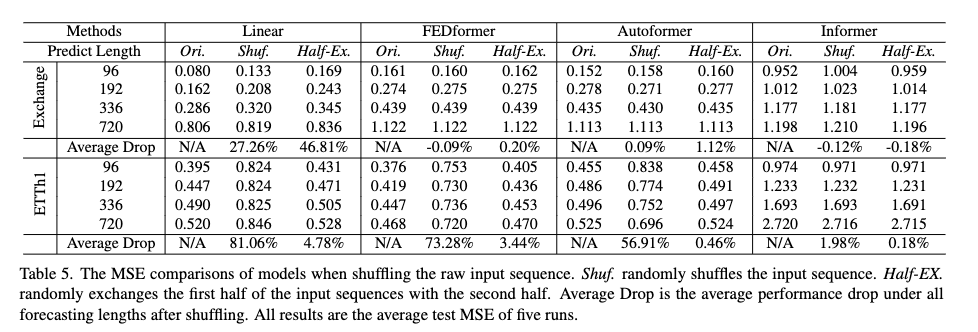 Methods Linear FEDformer Autoformer Informer
Predict Length Ori. Shuf. Half-Ex. Ori. Shuf. Half-Ex. Ori. Shuf. Half-Ex. Ori. Shuf. Half-Ex.
Exchange
96 0.080 0.133 0.169 0.161 0.160 0.162 0.152 0.158 0.160 0.952 1.004 0.959
192 0.162 0.208 0.243 0.274 0.275 0.275 0.278 0.271 0.277 1.012 1.023 1.014
336 0.286 0.320 0.345 0.439 0.439 0.439 0.435 0.430 0.435 1.177 1.181 1.177
720 0.806 0.819 0.836 1.122 1.122 1.122 1.113 1.113 1.113 1.198 1.210 1.196
Average Drop N/A 27.26% 46.81% N/A -0.09% 0.20% N/A 0.09% 1.12% N/A -0.12% -0.18%
ETTh1
96 0.395 0.824 0.431 0.376 0.753 0.405 0.455 0.838 0.458 0.974 0.971 0.971
192 0.447 0.824 0.471 0.419 0.730 0.436 0.486 0.774 0.491 1.233 1.232 1.231
336 0.490 0.825 0.505 0.447 0.736 0.453 0.496 0.752 0.497 1.693 1.693 1.691
720 0.520 0.846 0.528 0.468 0.720 0.470 0.525 0.696 0.524 2.720 2.716 2.715
Average Drop N/A 81.06% 4.78% N/A 73.28% 3.44% N/A 56.91% 0.46% N/A 1.98% 0.18%
Table 5. The MSE comparisons of models when shuffling the raw input sequence. Shuf. randomly shuffles the input sequence. Half-EX.
randomly exchanges the first half of the input sequences with the second half. Average Drop is the average performance drop under all
forecasting lengths after shuffling. All results are the average test MSE of five runs.